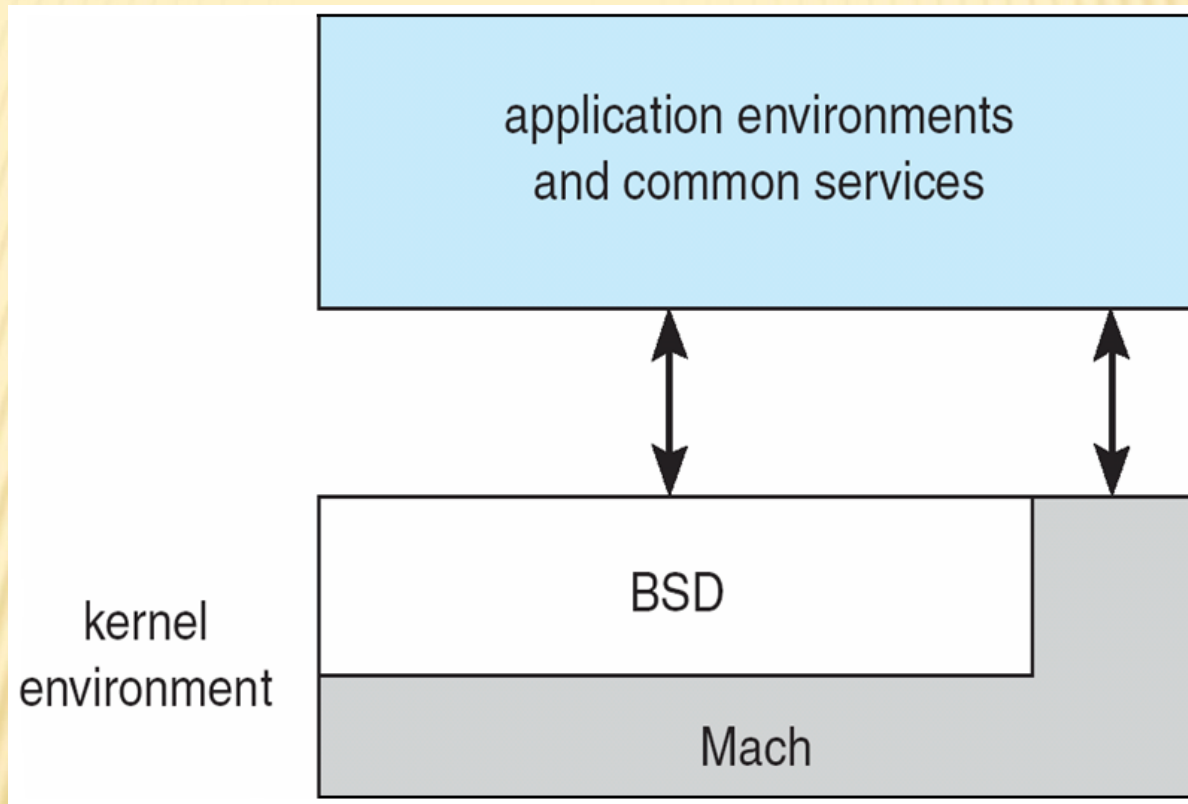 application environments
and common services
BSD
kernel
environment
Mach